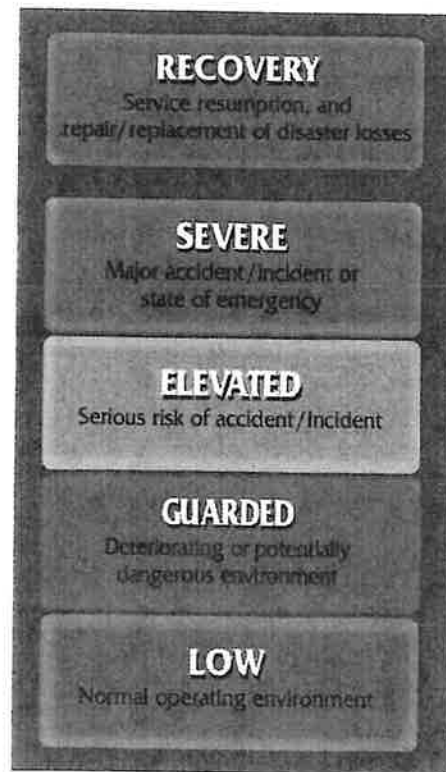 RECOVERY
Service resumption, and
repair/replacement of disaster losses
SEVERE
Major accident/incident or
state of emergency
ELEVATED
Serious risk of accident/Incident
GUARDED
Deteriorating or potentially
dangerous environment
LOW
Normal operating environment